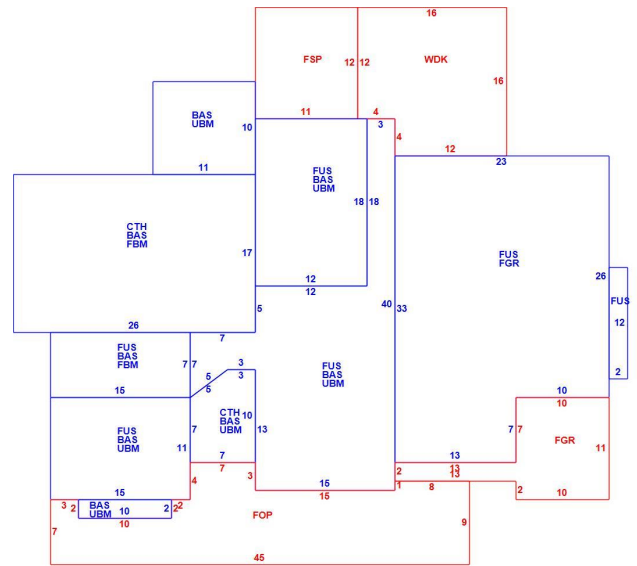 16
FSP
12
12
WDK
16
BAS
UBM
10
11
4
3
4
11
12
23
FUS
BAS
UBM
18
18
CTH
BAS
FBM
17
FUS
FGR
26
12
12
5
40
33
FUS
12
2
26
7
FUS
BAS
FBM
7
7
15
5
5
3
3
FUS
BAS
UBM
10
10
CTH
BAS
UBM
10
13
7
7
7
FUS
BAS
UBM
11
FGR
11
7
7
13
13
13
2
3
4
15
15
1
8
2
10
15
3
2
BAS
UBM
10
10
2
2
2
FOP
9
7
45